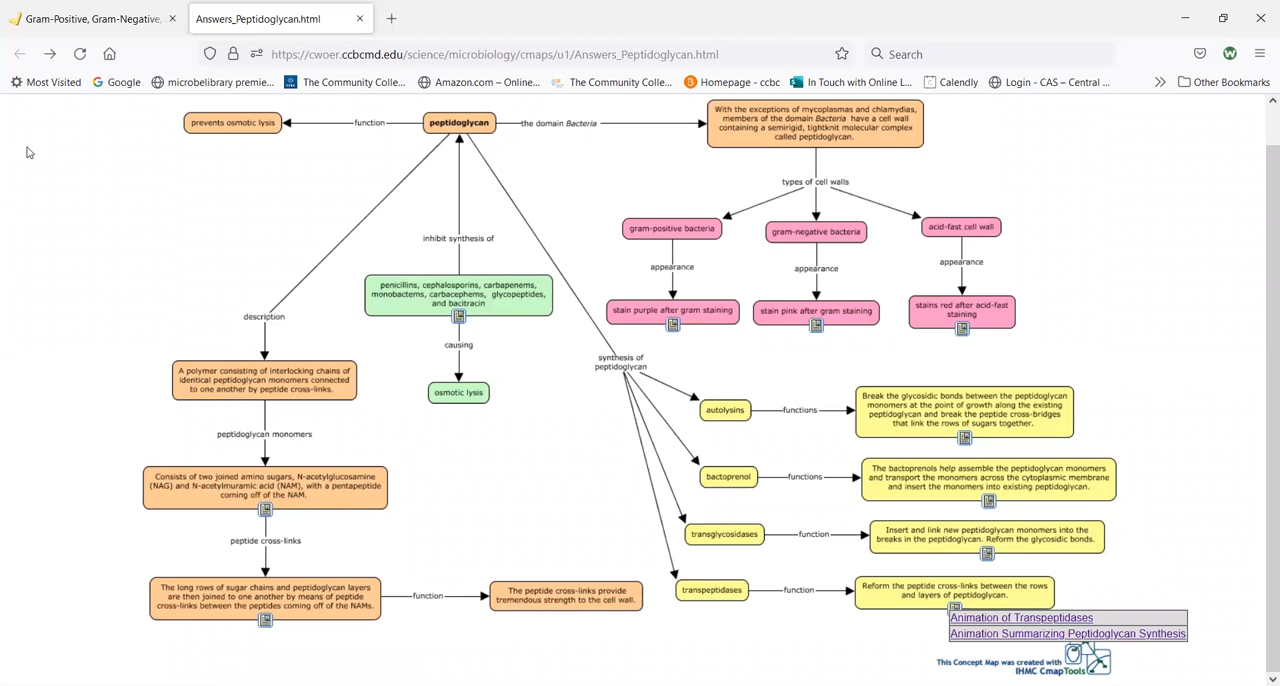 Gram-Positive, Gram-Negative,
Answers_Peptidoglycan.html
https://cwoer.ccbcmd.edu/science/microbiology/cmaps/u1/Answers_Peptidoglycan.html
Search
Most Visited
Google
microbelibrary premie...
The Community Colle...
Amazon.com – Online...
The Community Colle...
Homepage - ccbc
In Touch with Online L...
Calendly
Login - CAS – Central ...
Other Bookmarks
prevents osmotic lysis
function
peptidoglycan
the domain Bacteria
With the exceptions of mycoplasmas and chlamydias,
members of the domain Bacteria have a cell wall
containing a semirigid, tightknit molecular complex
called peptidoglycan.
types of cell walls
gram-positive bacteria
gram-negative bacteria
acid-fast cell wall
appearance
appearance
appearance
stain purple after gram staining
stain pink after gram staining
stains red after acid-fast
staining
inhibit synthesis of
penicillins, cephalosporins, carbapenems,
monobactems, carbacephems, glycopeptides,
and bacitracin
causing
osmotic lysis
description
A polymer consisting of interlocking chains of
identical peptidoglycan monomers connected
to one another by peptide cross-links.
peptidoglycan monomers
Consists of two joined amino sugars, N-acetylglucosamine
(NAG) and N-acetylmuramic acid (NAM), with a pentapeptide
coming off of the NAM.
peptide cross-links
The long rows of sugar chains and peptidoglycan layers
are then joined to one another by means of peptide
cross-links between the peptides coming off of the NAMs.
function
The peptide cross-links provide
tremendous strength to the cell wall.
synthesis of
peptidoglycan
autolysins
functions
Break the glycosidic bonds between the peptidoglycan
monomers at the point of growth along the existing
peptidoglycan and break the peptide cross-bridges
that link the rows of sugars together.
bactoprenol
functions
The bactoprenols help assemble the peptidoglycan monomers
and transport the monomers across the cytoplasmic membrane
and insert the monomers into existing peptidoglycan.
transglycosidases
function
Insert and link new peptidoglycan monomers into the
breaks in the peptidoglycan. Reform the glycosidic bonds.
transpeptidases
function
Reform the peptide cross-links between the rows
and layers of peptidoglycan.
Animation of Transpeptidases
Animation Summarizing Peptidoglycan Synthesis
This Concept Map was created with
IHMC CmapTools